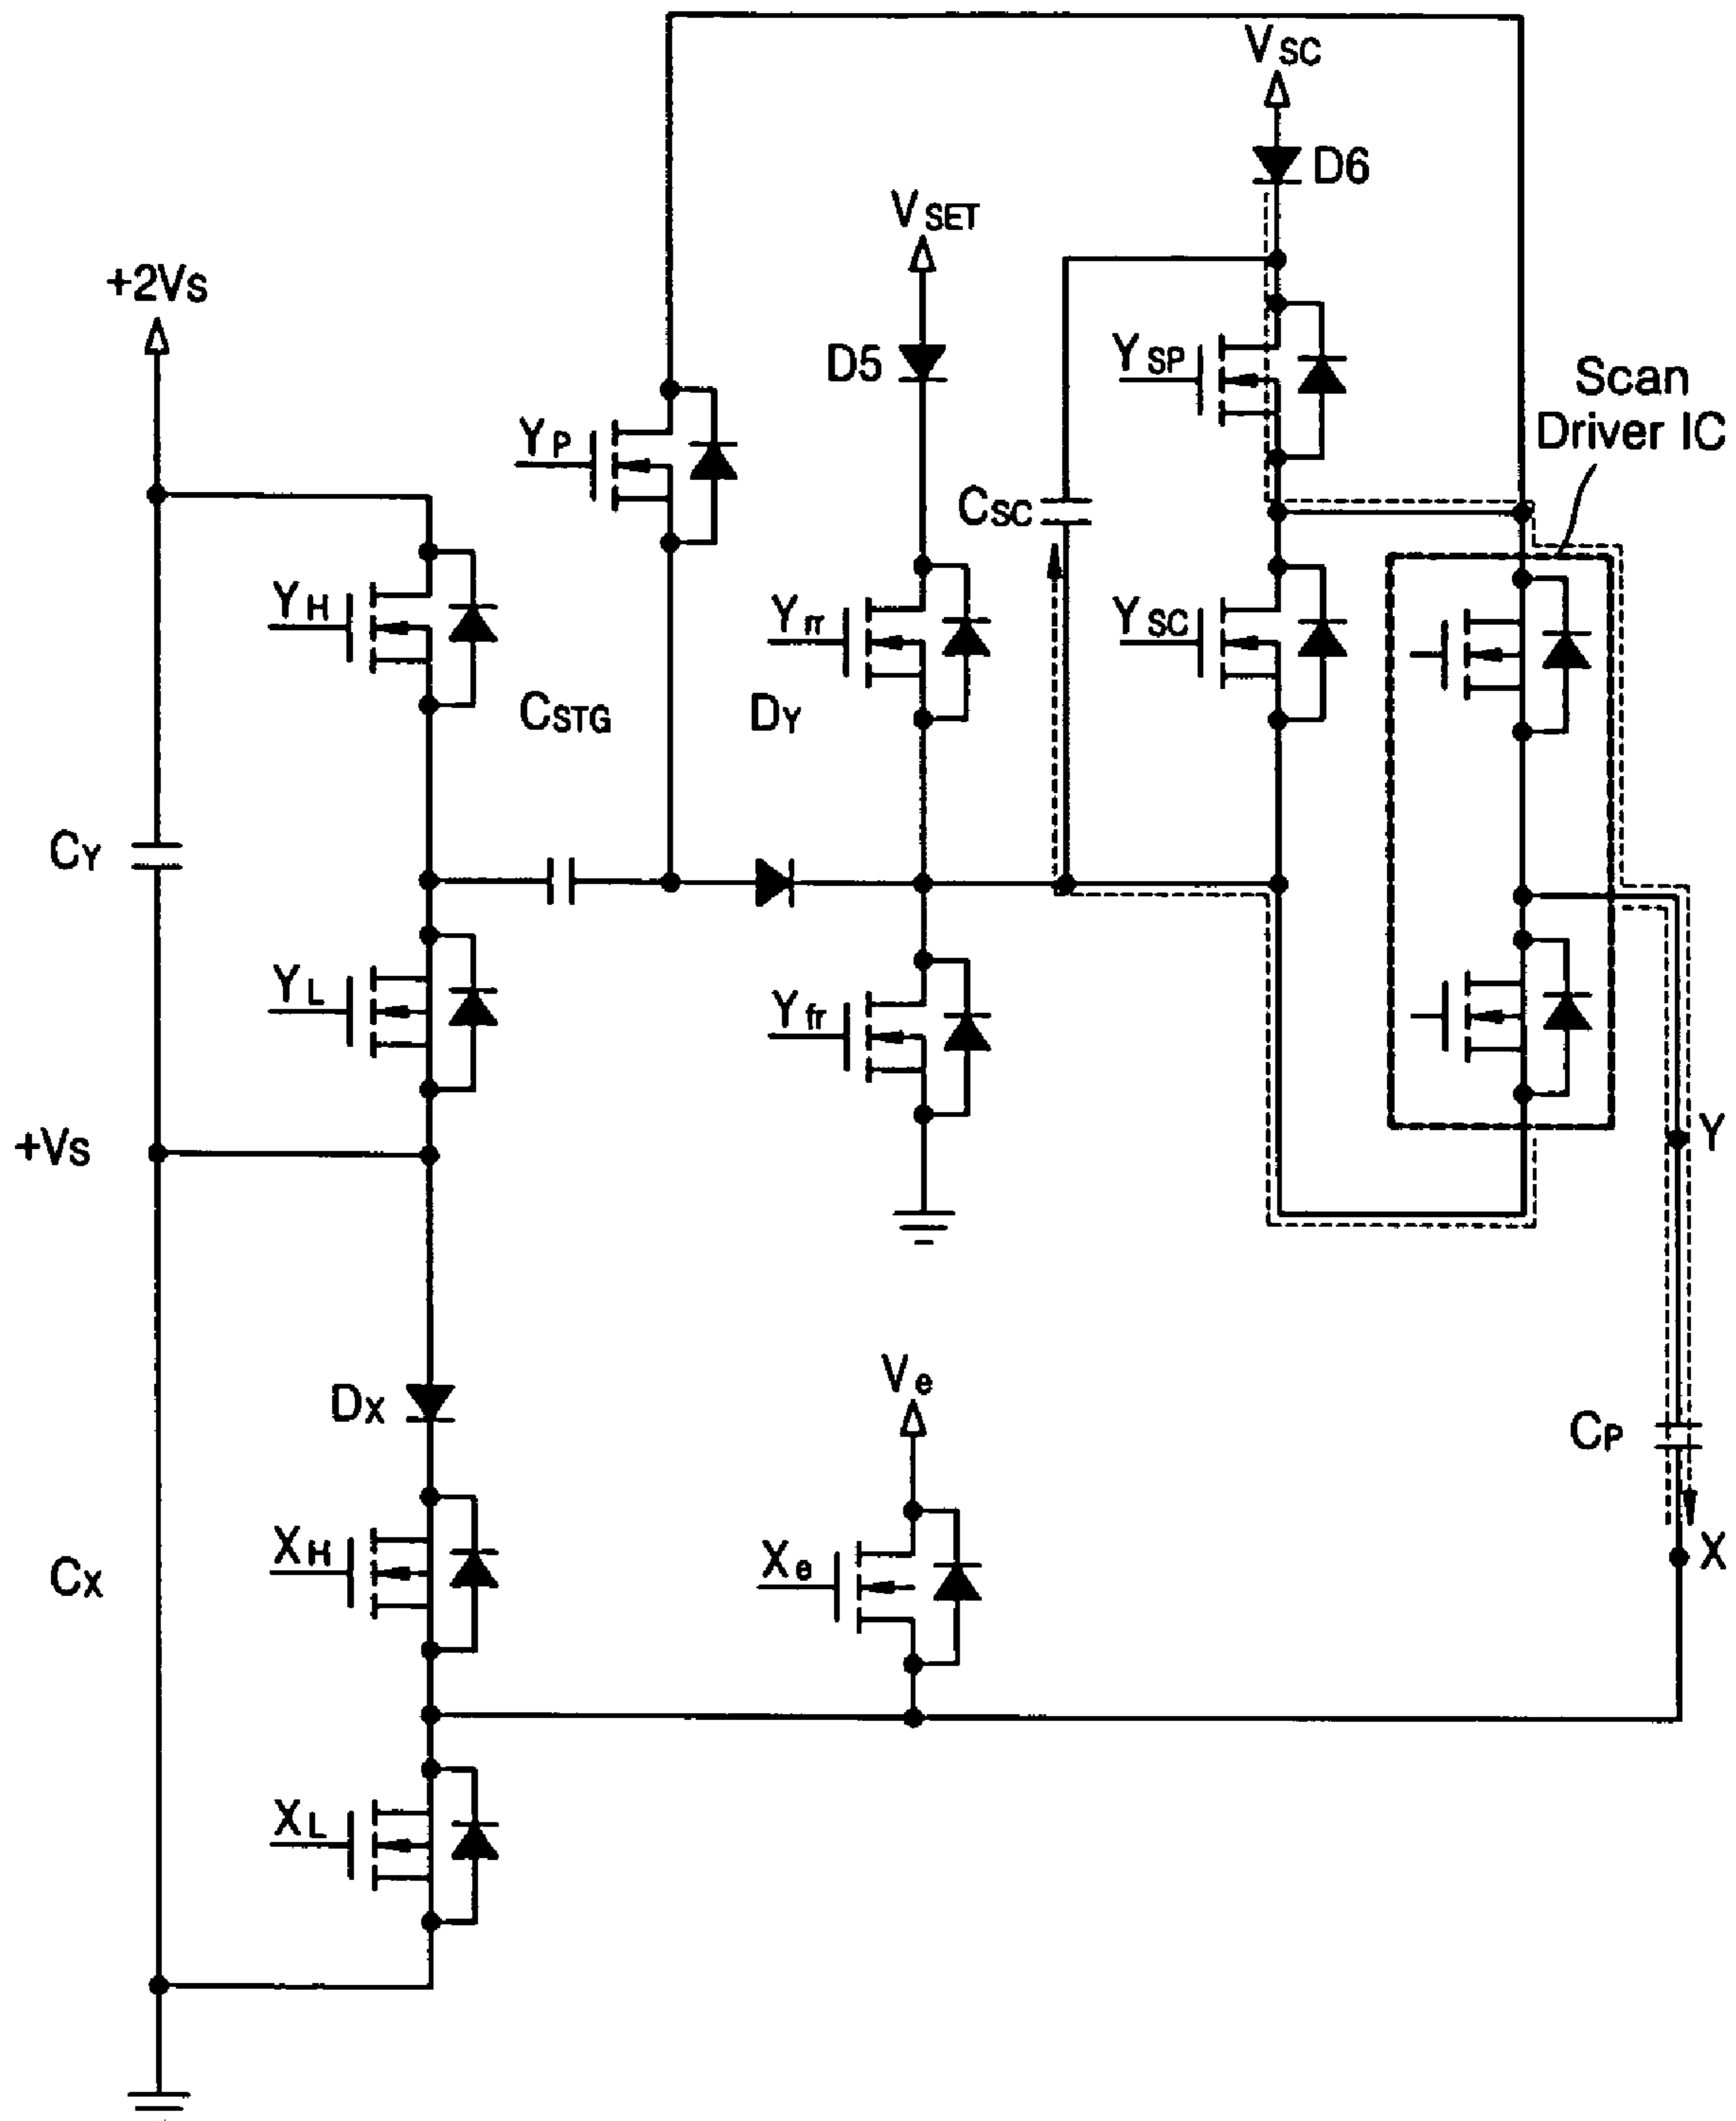 VSC
D6
VSET
+2Vs
D5
YSP
Scan
Driver IC
YP
CSC
YH
Yrr
YSC
CSTG
DY
CY
YL
Yfr
+Vs
Y
Ve
DX
CP
XH
Xe
X
CX
XL